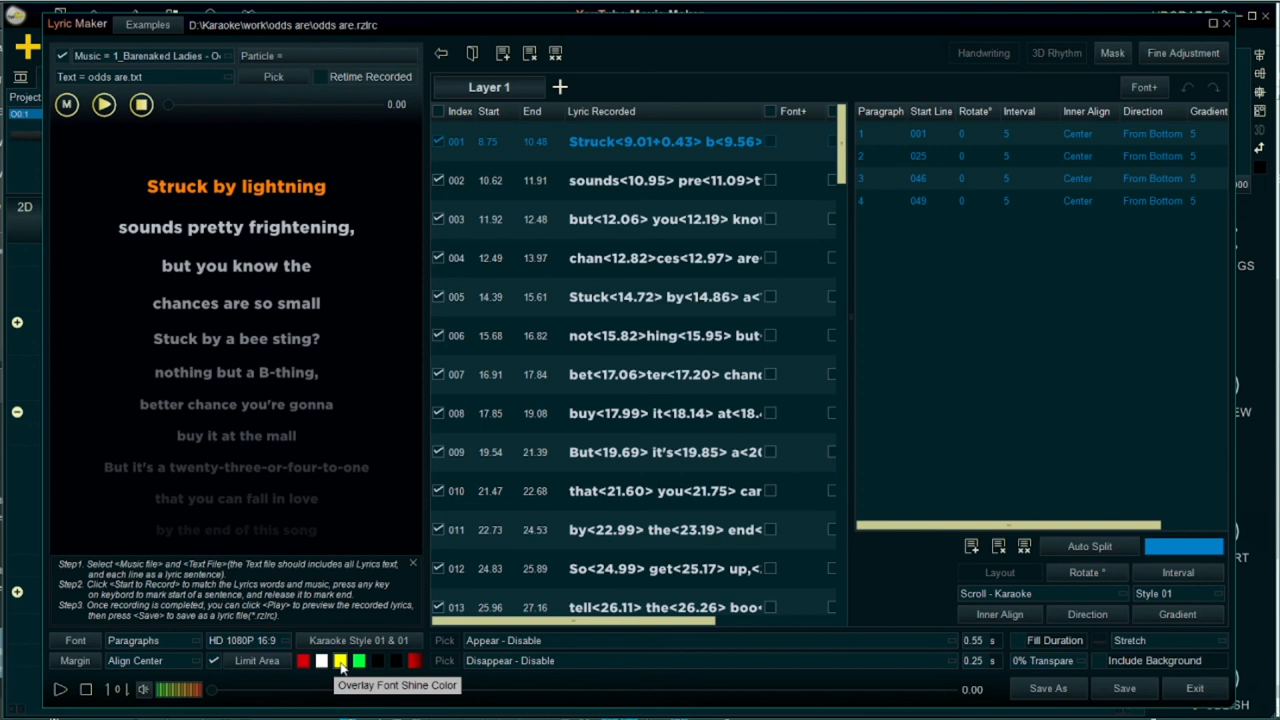 Lyric Maker Examples D:\Karaoke\work\odds are\odds are.rzlrc
Music = 1_Barenaked Ladies - O Particle =
Text = odds are.txt Pick Retime Recorded
M 0.00
Struck by lightning
sounds pretty frightening,
but you know the
chances are so small
Stuck by a bee sting?
nothing but a B-thing,
better chance you're gonna
buy it at the mall
But it's a twenty-three-or-four-to-one
that you can fall in love
by the end of this song
Step1. Select <Music file> and <Text File>(the Text file should includes all Lyrics text,
and each line as a lyric sentence).
Step2. Click <Start to Record> to match the Lyrics words and music, press any key
on keybord to mark start of a sentence, and release it to mark end.
Step3. Once recording is completed, you can click <Play> to preview the recorded lyrics,
then press <Save> to save as a lyric file(*.rzlrc).
Handwriting 3D Rhythm Mask Fine Adjustment
Layer 1
Font+
Index Start End Lyric Recorded Font+
001 8.75 10.48 Struck<9.01+0.43> b<9.56>
002 10.62 11.91 sounds<10.95> pre<11.09>t
003 11.92 12.48 but<12.06> you<12.19> kno
004 12.49 13.97 chan<12.82>ces<12.97> are
005 14.39 15.61 Stuck<14.72> by<14.86> a<
006 15.68 16.82 not<15.82>hing<15.95> but
007 16.91 17.84 bet<17.06>ter<17.20> chan
008 17.85 19.08 buy<17.99> it<18.14> at<18.
009 19.54 21.39 But<19.69> it's<19.85> a<2
010 21.47 22.68 that<21.60> you<21.75> car
011 22.73 24.53 by<22.99> the<23.19> end<
012 24.83 25.89 So<24.99> get<25.17> up,<
013 25.96 27.16 tell<26.11> the<26.26> boo
Paragraph Start Line Rotate° Interval Inner Align Direction Gradient
1 001 0 5 Center From Bottom 5
2 025 0 5 Center From Bottom 5
3 046 0 5 Center From Bottom 5
4 049 0 5 Center From Bottom 5
Auto Split
Layout Rotate ° Interval
Scroll - Karaoke Style 01
Inner Align Direction Gradient
Font Paragraphs HD 1080P 16:9 Karaoke Style 01 & 01 Pick Appear - Disable 0.55 s Fill Duration Stretch
Margin Align Center Limit Area Pick Disappear - Disable 0.25 s 0% Transpare Include Background
Overlay Font Shine Color
0.00 Save As Save Exit
Project
2D
3D